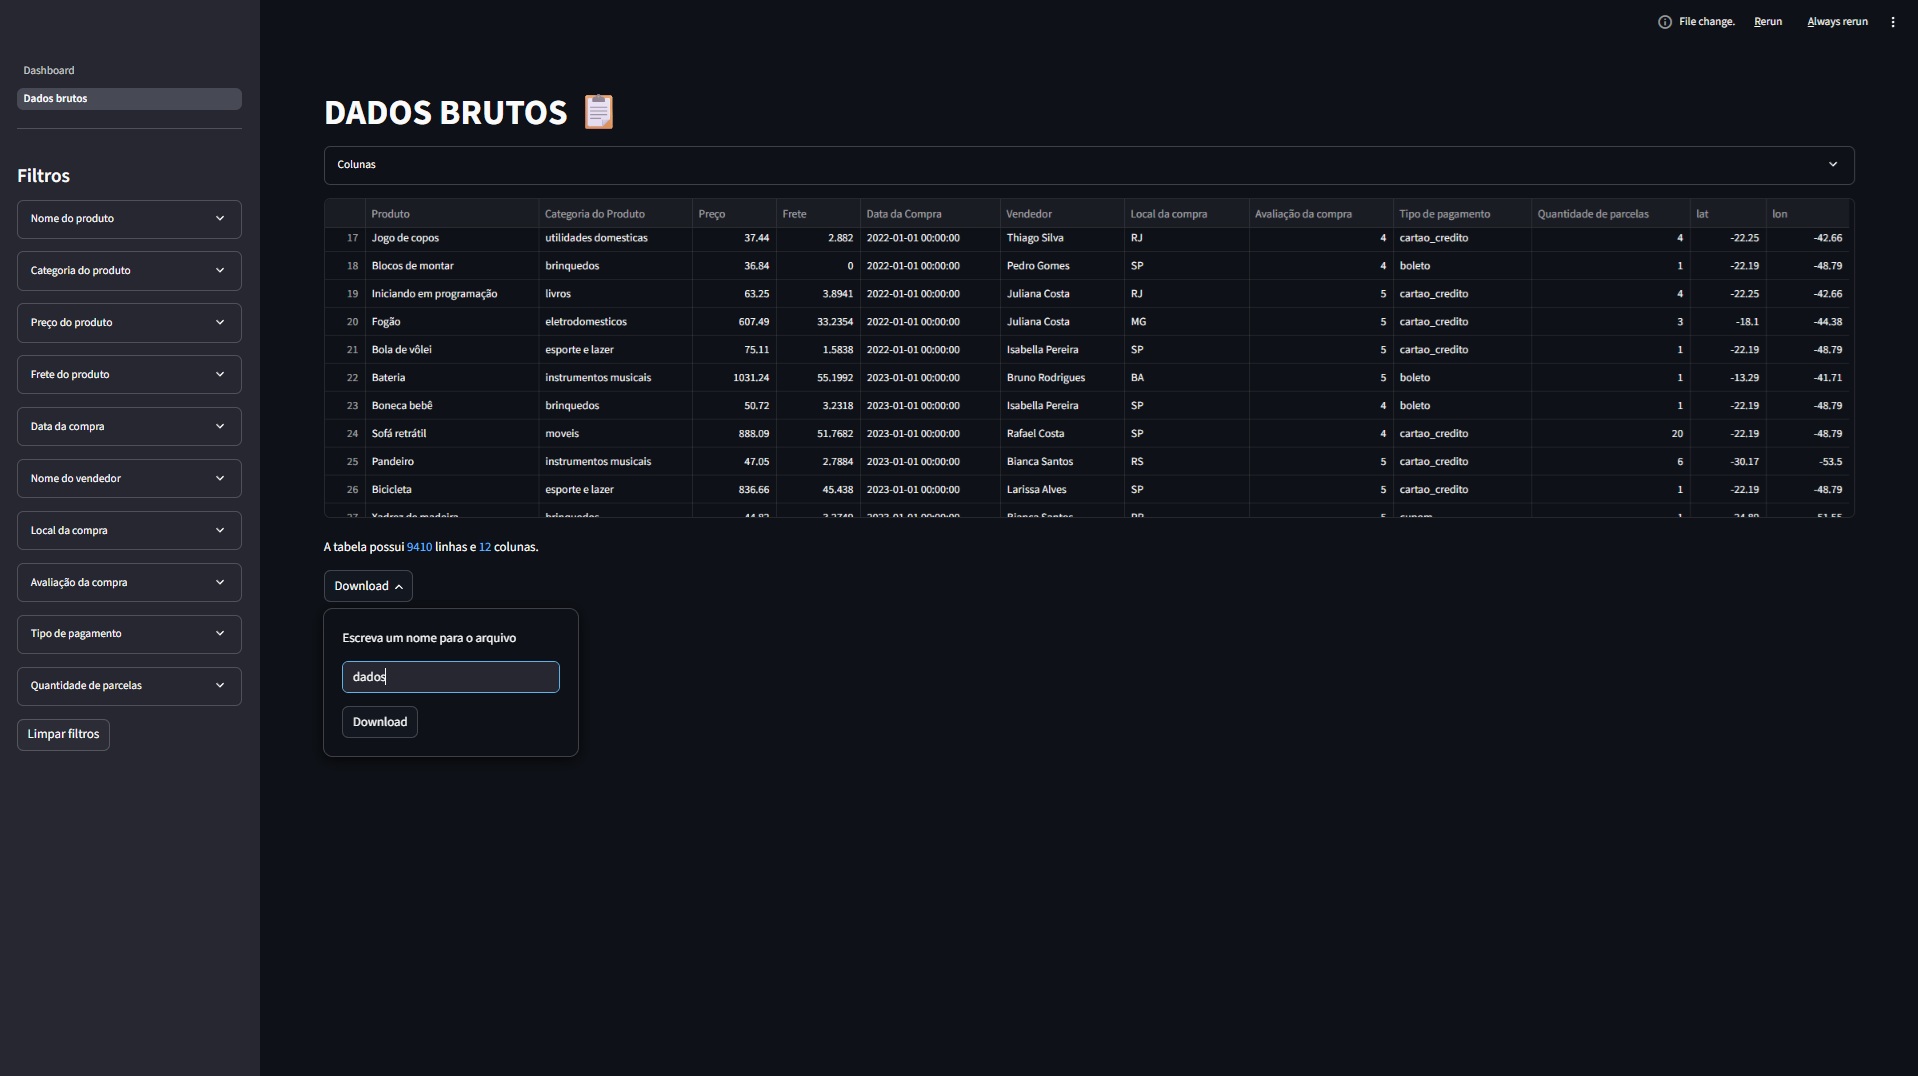 File change. Rerun Always rerun
Dashboard
Dados brutos
Filtros
Nome do produto
Categoria do produto
Preço do produto
Frete do produto
Data da compra
Nome do vendedor
Local da compra
Avaliação da compra
Tipo de pagamento
Quantidade de parcelas
Limpar filtros
DADOS BRUTOS
Colunas
Produto Categoria do Produto Preço Frete Data da Compra Vendedor Local da compra Avaliação da compra Tipo de pagamento Quantidade de parcelas lat lon
17 Jogo de copos utilidades domesticas 37.44 2.882 2022-01-01 00:00:00 Thiago Silva RJ 4 cartao_credito 4 -22.25 -42.66
18 Blocos de montar brinquedos 36.84 0 2022-01-01 00:00:00 Pedro Gomes SP 4 boleto 1 -22.19 -48.79
19 Iniciando em programação livros 63.25 3.8941 2022-01-01 00:00:00 Juliana Costa RJ 5 cartao_credito 4 -22.25 -42.66
20 Fogão eletrodomesticos 607.49 33.2354 2022-01-01 00:00:00 Juliana Costa MG 5 cartao_credito 3 -18.1 -44.38
21 Bola de vôlei esporte e lazer 75.11 1.5838 2022-01-01 00:00:00 Isabella Pereira SP 5 cartao_credito 1 -22.19 -48.79
22 Bateria instrumentos musicais 1031.24 55.1992 2023-01-01 00:00:00 Bruno Rodrigues BA 5 boleto 1 -13.29 -41.71
23 Boneca bebê brinquedos 50.72 3.2318 2023-01-01 00:00:00 Isabella Pereira SP 4 boleto 1 -22.19 -48.79
24 Sofá retrátil moveis 888.09 51.7682 2023-01-01 00:00:00 Rafael Costa SP 4 cartao_credito 20 -22.19 -48.79
25 Pandeiro instrumentos musicais 47.05 2.7884 2023-01-01 00:00:00 Bianca Santos RS 5 cartao_credito 6 -30.17 -53.5
26 Bicicleta esporte e lazer 836.66 45.438 2023-01-01 00:00:00 Larissa Alves SP 5 cartao_credito 1 -22.19 -48.79
A tabela possui 9410 linhas e 12 colunas.
Download
Escreva um nome para o arquivo
dados
Download